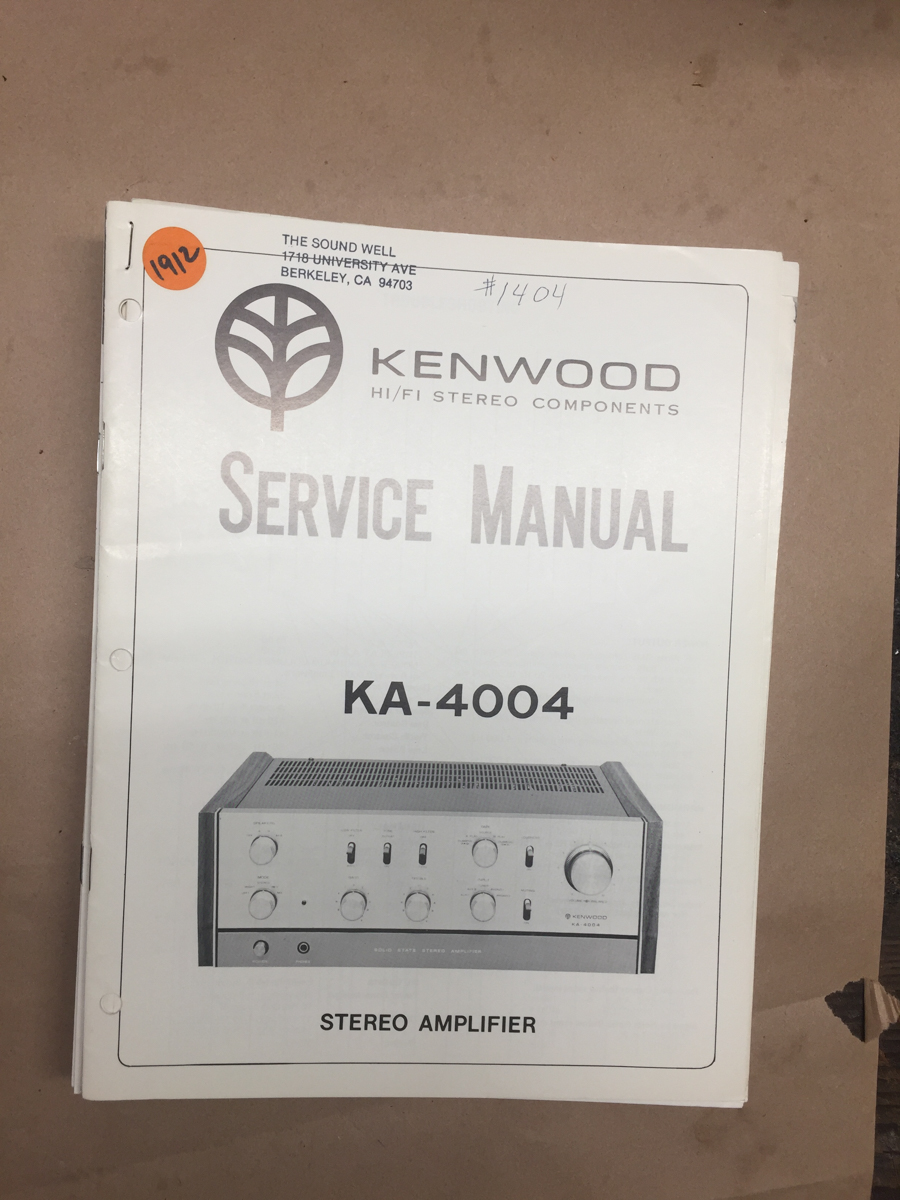 1912
THE SOUND WELL
1718 UNIVERSITY AVE
BERKELEY, CA 94703
#1404
KENWOOD
HI/FI STEREO COMPONENTS
SERVICE MANUAL
KA-4004
KENWOOD
KA-4004
SOLID STATE STEREO AMPLIFIER
STEREO AMPLIFIER